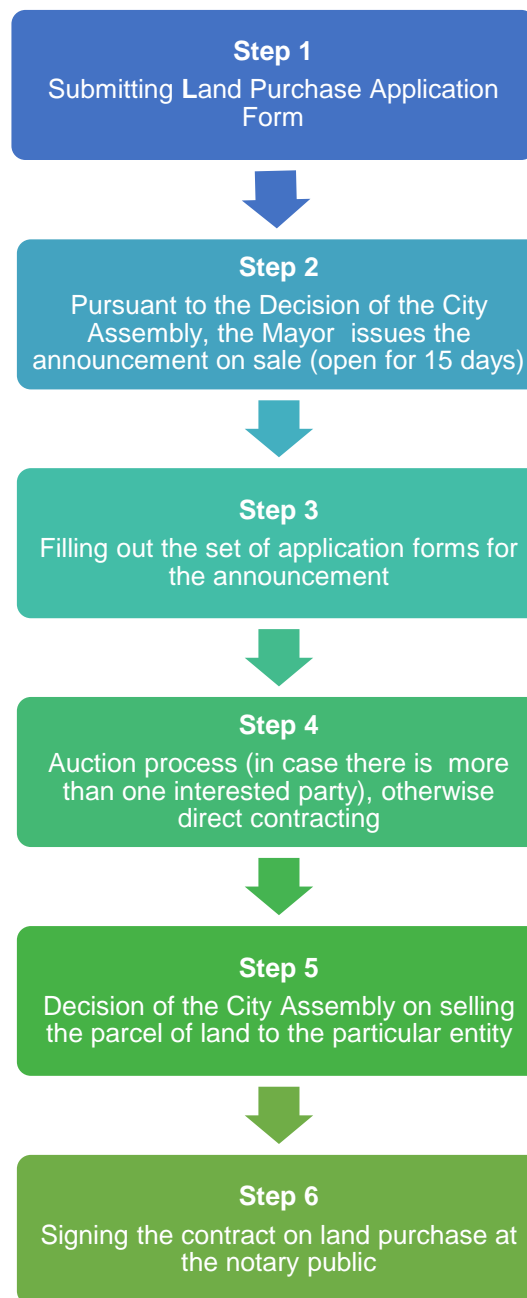 Step 1
Submitting Land Purchase Application
Form
Step 2
Pursuant to the Decision of the City
Assembly, the Mayor issues the
announcement on sale (open for 15 days)
Step 3
Filling out the set of application forms for
the announcement
Step 4
Auction process (in case there is more
than one interested party), otherwise
direct contracting
Step 5
Decision of the City Assembly on selling
the parcel of land to the particular entity
Step 6
Signing the contract on land purchase at
the notary public